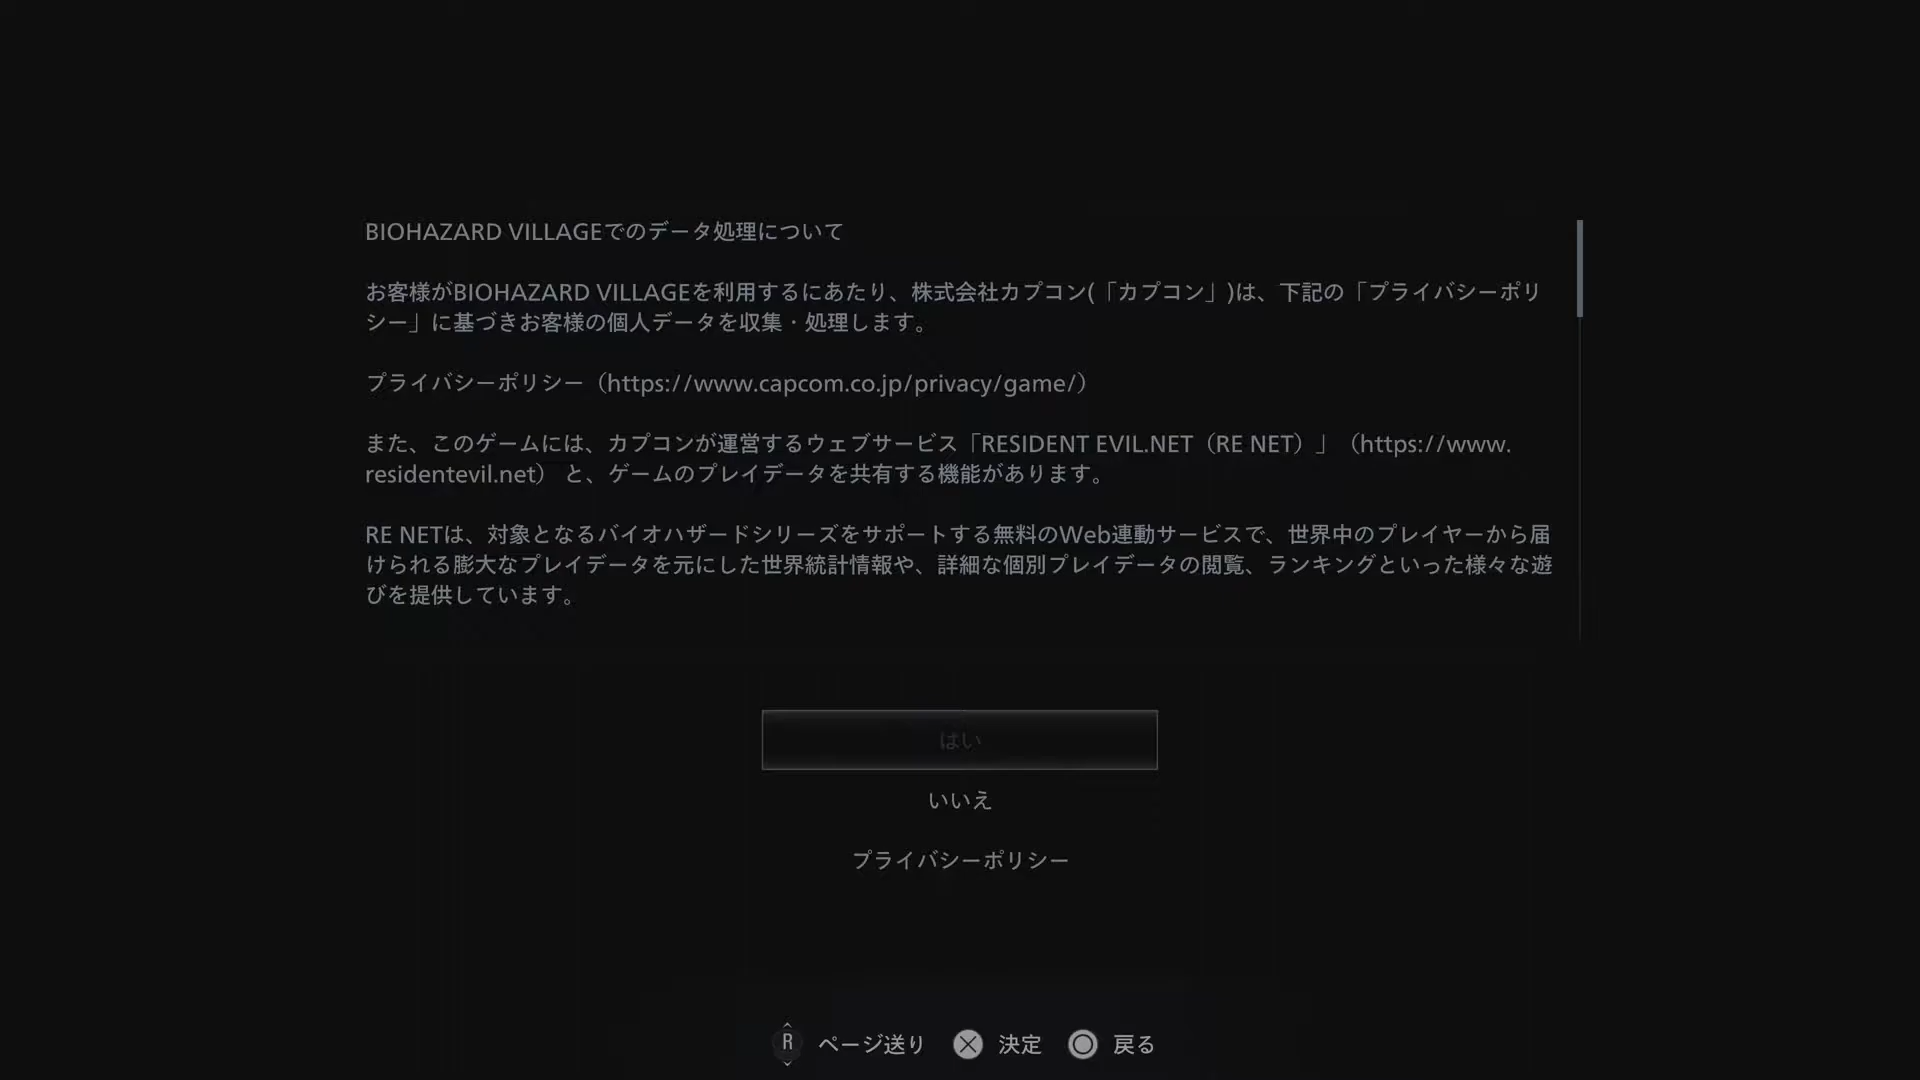 BIOHAZARD VILLAGEでのデータ処理について
お客様がBIOHAZARD VILLAGEを利用するにあたり、株式会社カプコン(「カプコン」)は、下記の「プライバシーポリ
シー」に基づきお客様の個人データを収集・処理します。
プライバシーポリシー（https://www.capcom.co.jp/privacy/game/）
また、このゲームには、カプコンが運営するウェブサービス「RESIDENT EVIL.NET（RE NET）」（https://www.
residentevil.net） と、ゲームのプレイデータを共有する機能があります。
RE NETは、対象となるバイオハザードシリーズをサポートする無料のWeb連動サービスで、世界中のプレイヤーから届
けられる膨大なプレイデータを元にした世界統計情報や、詳細な個別プレイデータの閲覧、ランキングといった様々な遊
びを提供しています。
はい
いいえ
プライバシーポリシー
R ページ送り 決定 戻る